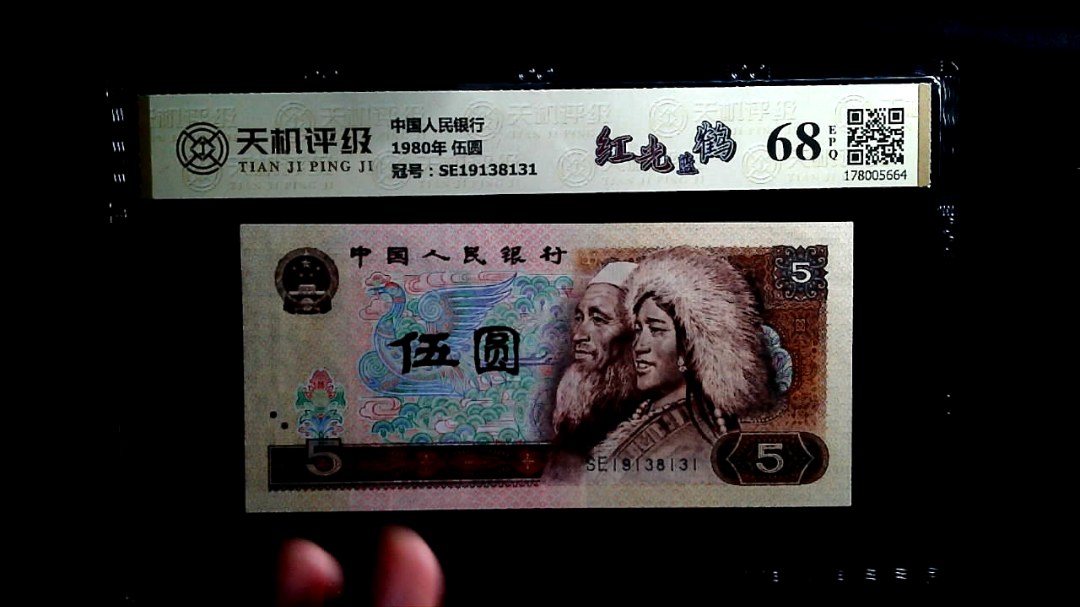 天机评级
TIAN JI PING JI
中国人民银行
1980年 伍圆
冠号：SE19138131
红光蓝鹤
68
EPQ
178005664
中国人民银行
5
伍圆
5
SE19138131
5